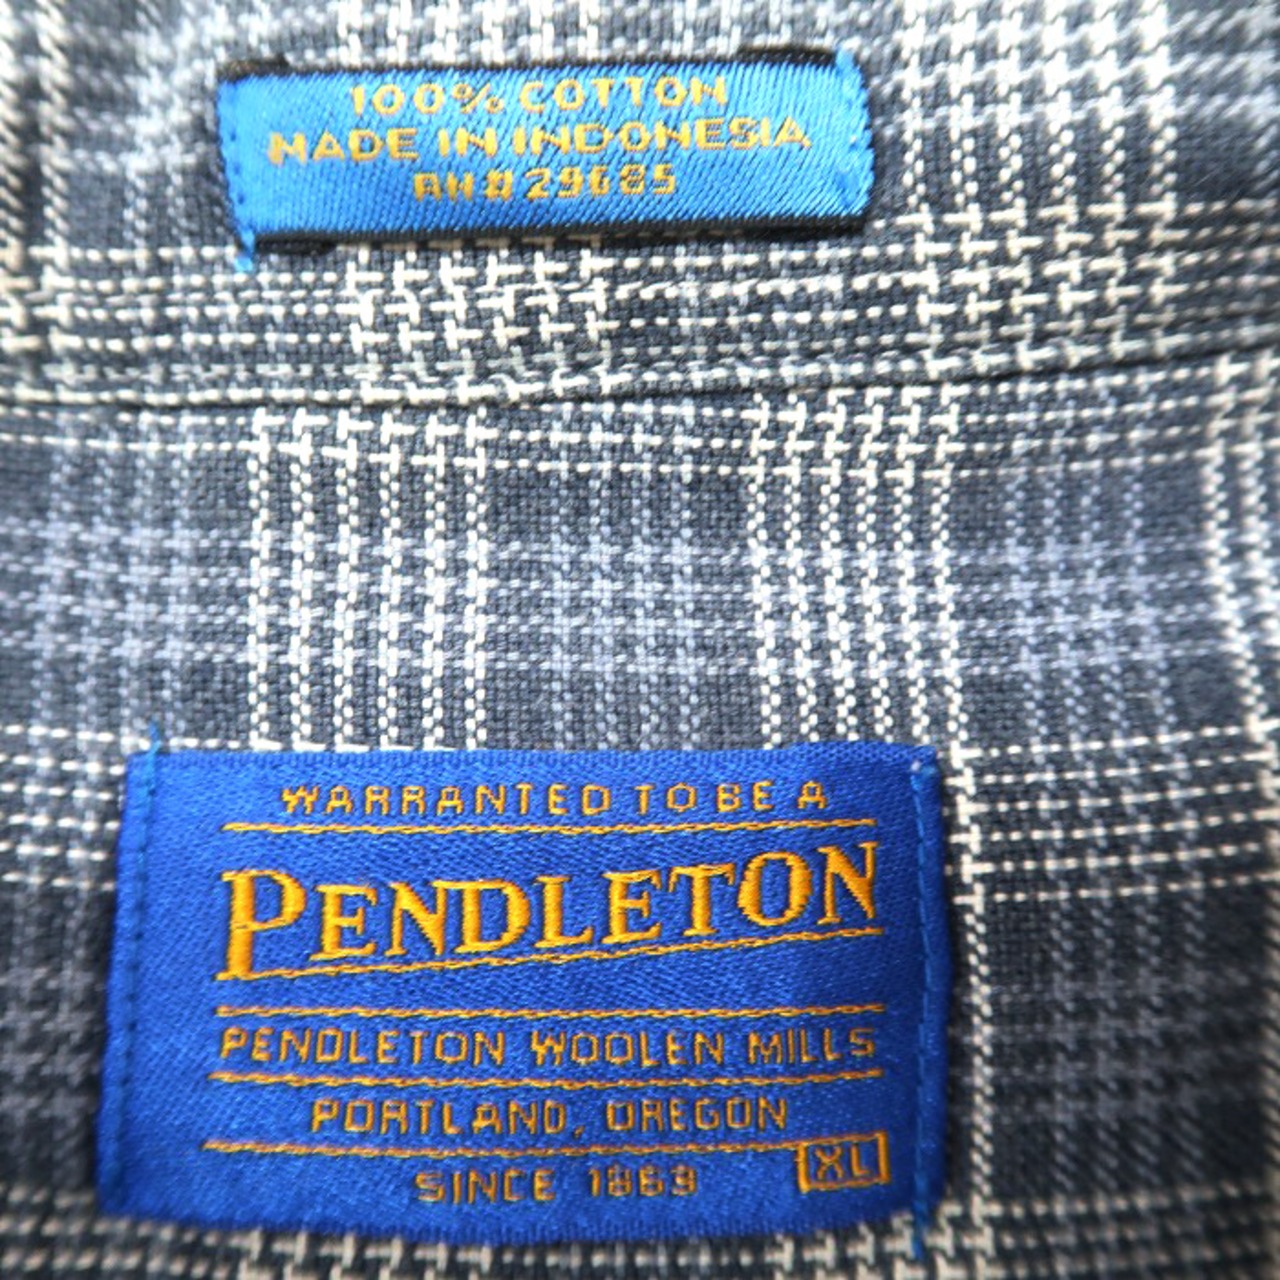 100% COTTON
MADE IN INDONESIA
RN#29685
WARRANTED TO BE A
PENDLETON
PENDLETON WOOLEN MILLS
PORTLAND, OREGON
SINCE 1863 XL